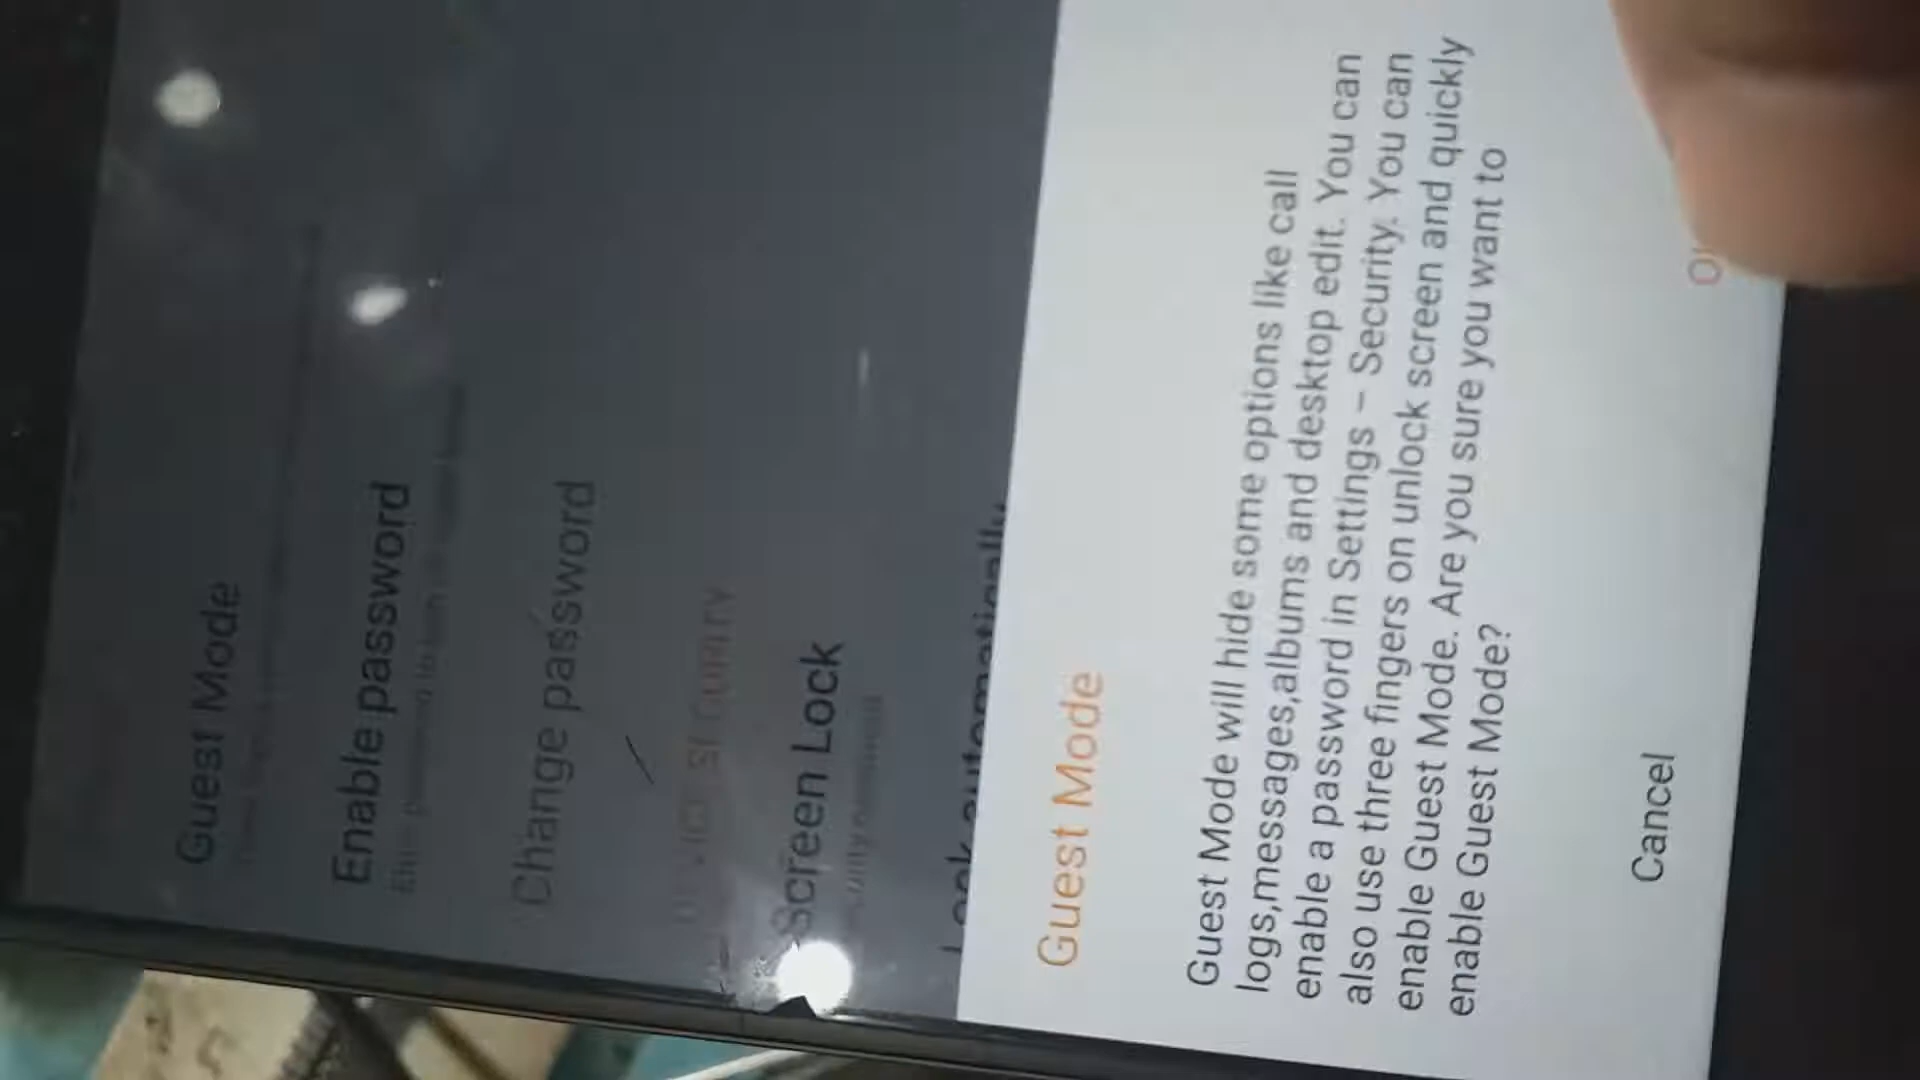 Guest Mode
Enable password
Change password
Screen Lock
Guest Mode
Guest Mode will hide some options like call
logs,messages,albums and desktop edit. You can
enable a password in Settings – Security. You can
also use three fingers on unlock screen and quickly
enable Guest Mode. Are you sure you want to
enable Guest Mode?
Cancel